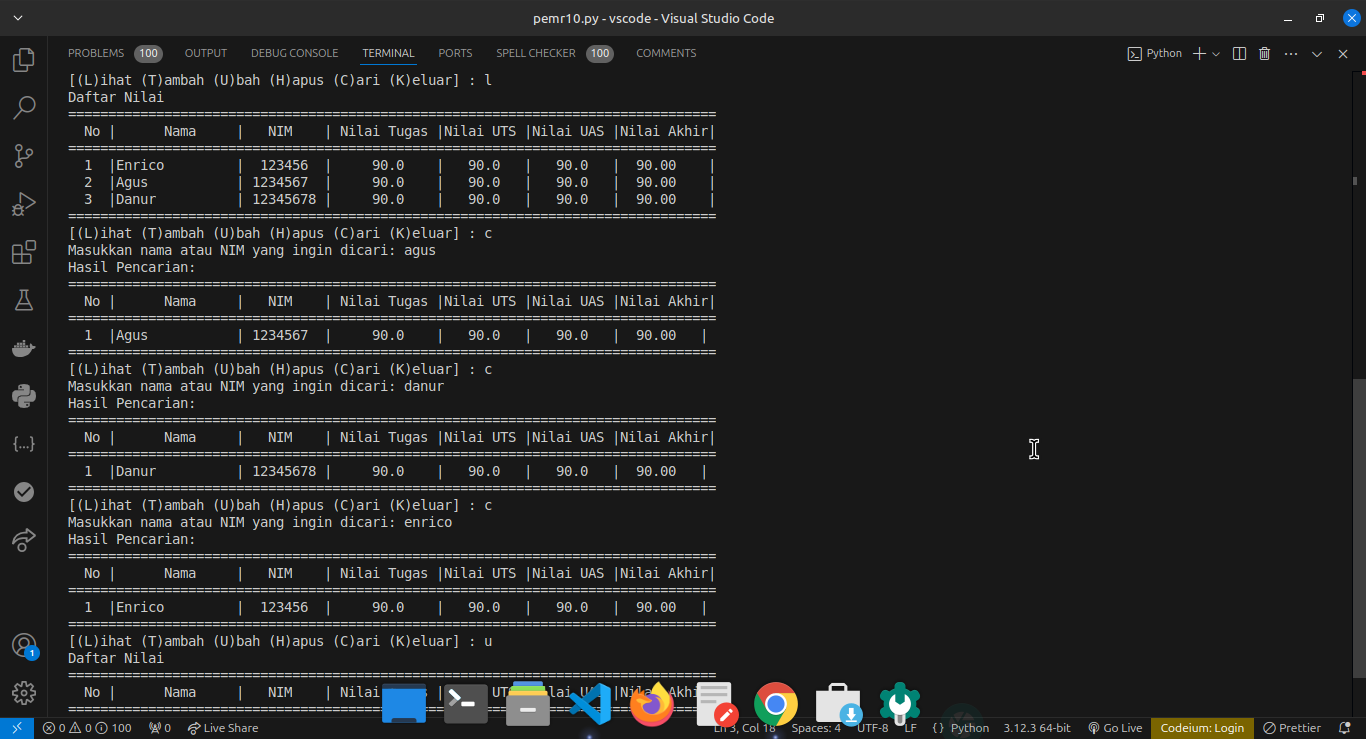 pemr10.py - vscode - Visual Studio Code
PROBLEMS 100 OUTPUT DEBUG CONSOLE TERMINAL PORTS SPELL CHECKER 100 COMMENTS Python
[(L)ihat (T)ambah (U)bah (H)apus (C)ari (K)eluar] : l
Daftar Nilai
=================================================================================
No | Nama | NIM | Nilai Tugas |Nilai UTS |Nilai UAS |Nilai Akhir|
=================================================================================
1 |Enrico | 123456 | 90.0 | 90.0 | 90.0 | 90.00 |
2 |Agus | 1234567 | 90.0 | 90.0 | 90.0 | 90.00 |
3 |Danur | 12345678 | 90.0 | 90.0 | 90.0 | 90.00 |
=================================================================================
[(L)ihat (T)ambah (U)bah (H)apus (C)ari (K)eluar] : c
Masukkan nama atau NIM yang ingin dicari: agus
Hasil Pencarian:
=================================================================================
No | Nama | NIM | Nilai Tugas |Nilai UTS |Nilai UAS |Nilai Akhir|
=================================================================================
1 |Agus | 1234567 | 90.0 | 90.0 | 90.0 | 90.00 |
=================================================================================
[(L)ihat (T)ambah (U)bah (H)apus (C)ari (K)eluar] : c
Masukkan nama atau NIM yang ingin dicari: danur
Hasil Pencarian:
=================================================================================
No | Nama | NIM | Nilai Tugas |Nilai UTS |Nilai UAS |Nilai Akhir|
=================================================================================
1 |Danur | 12345678 | 90.0 | 90.0 | 90.0 | 90.00 |
=================================================================================
[(L)ihat (T)ambah (U)bah (H)apus (C)ari (K)eluar] : c
Masukkan nama atau NIM yang ingin dicari: enrico
Hasil Pencarian:
=================================================================================
No | Nama | NIM | Nilai Tugas |Nilai UTS |Nilai UAS |Nilai Akhir|
=================================================================================
1 |Enrico | 123456 | 90.0 | 90.0 | 90.0 | 90.00 |
=================================================================================
[(L)ihat (T)ambah (U)bah (H)apus (C)ari (K)eluar] : u
Daftar Nilai
=================================================================================
No | Nama | NIM | Nilai
1
0 0 100 0 Live Share Ln 3, Col 18 Spaces: 4 UTF-8 LF { } Python 3.12.3 64-bit Go Live Codeium: Login Prettier